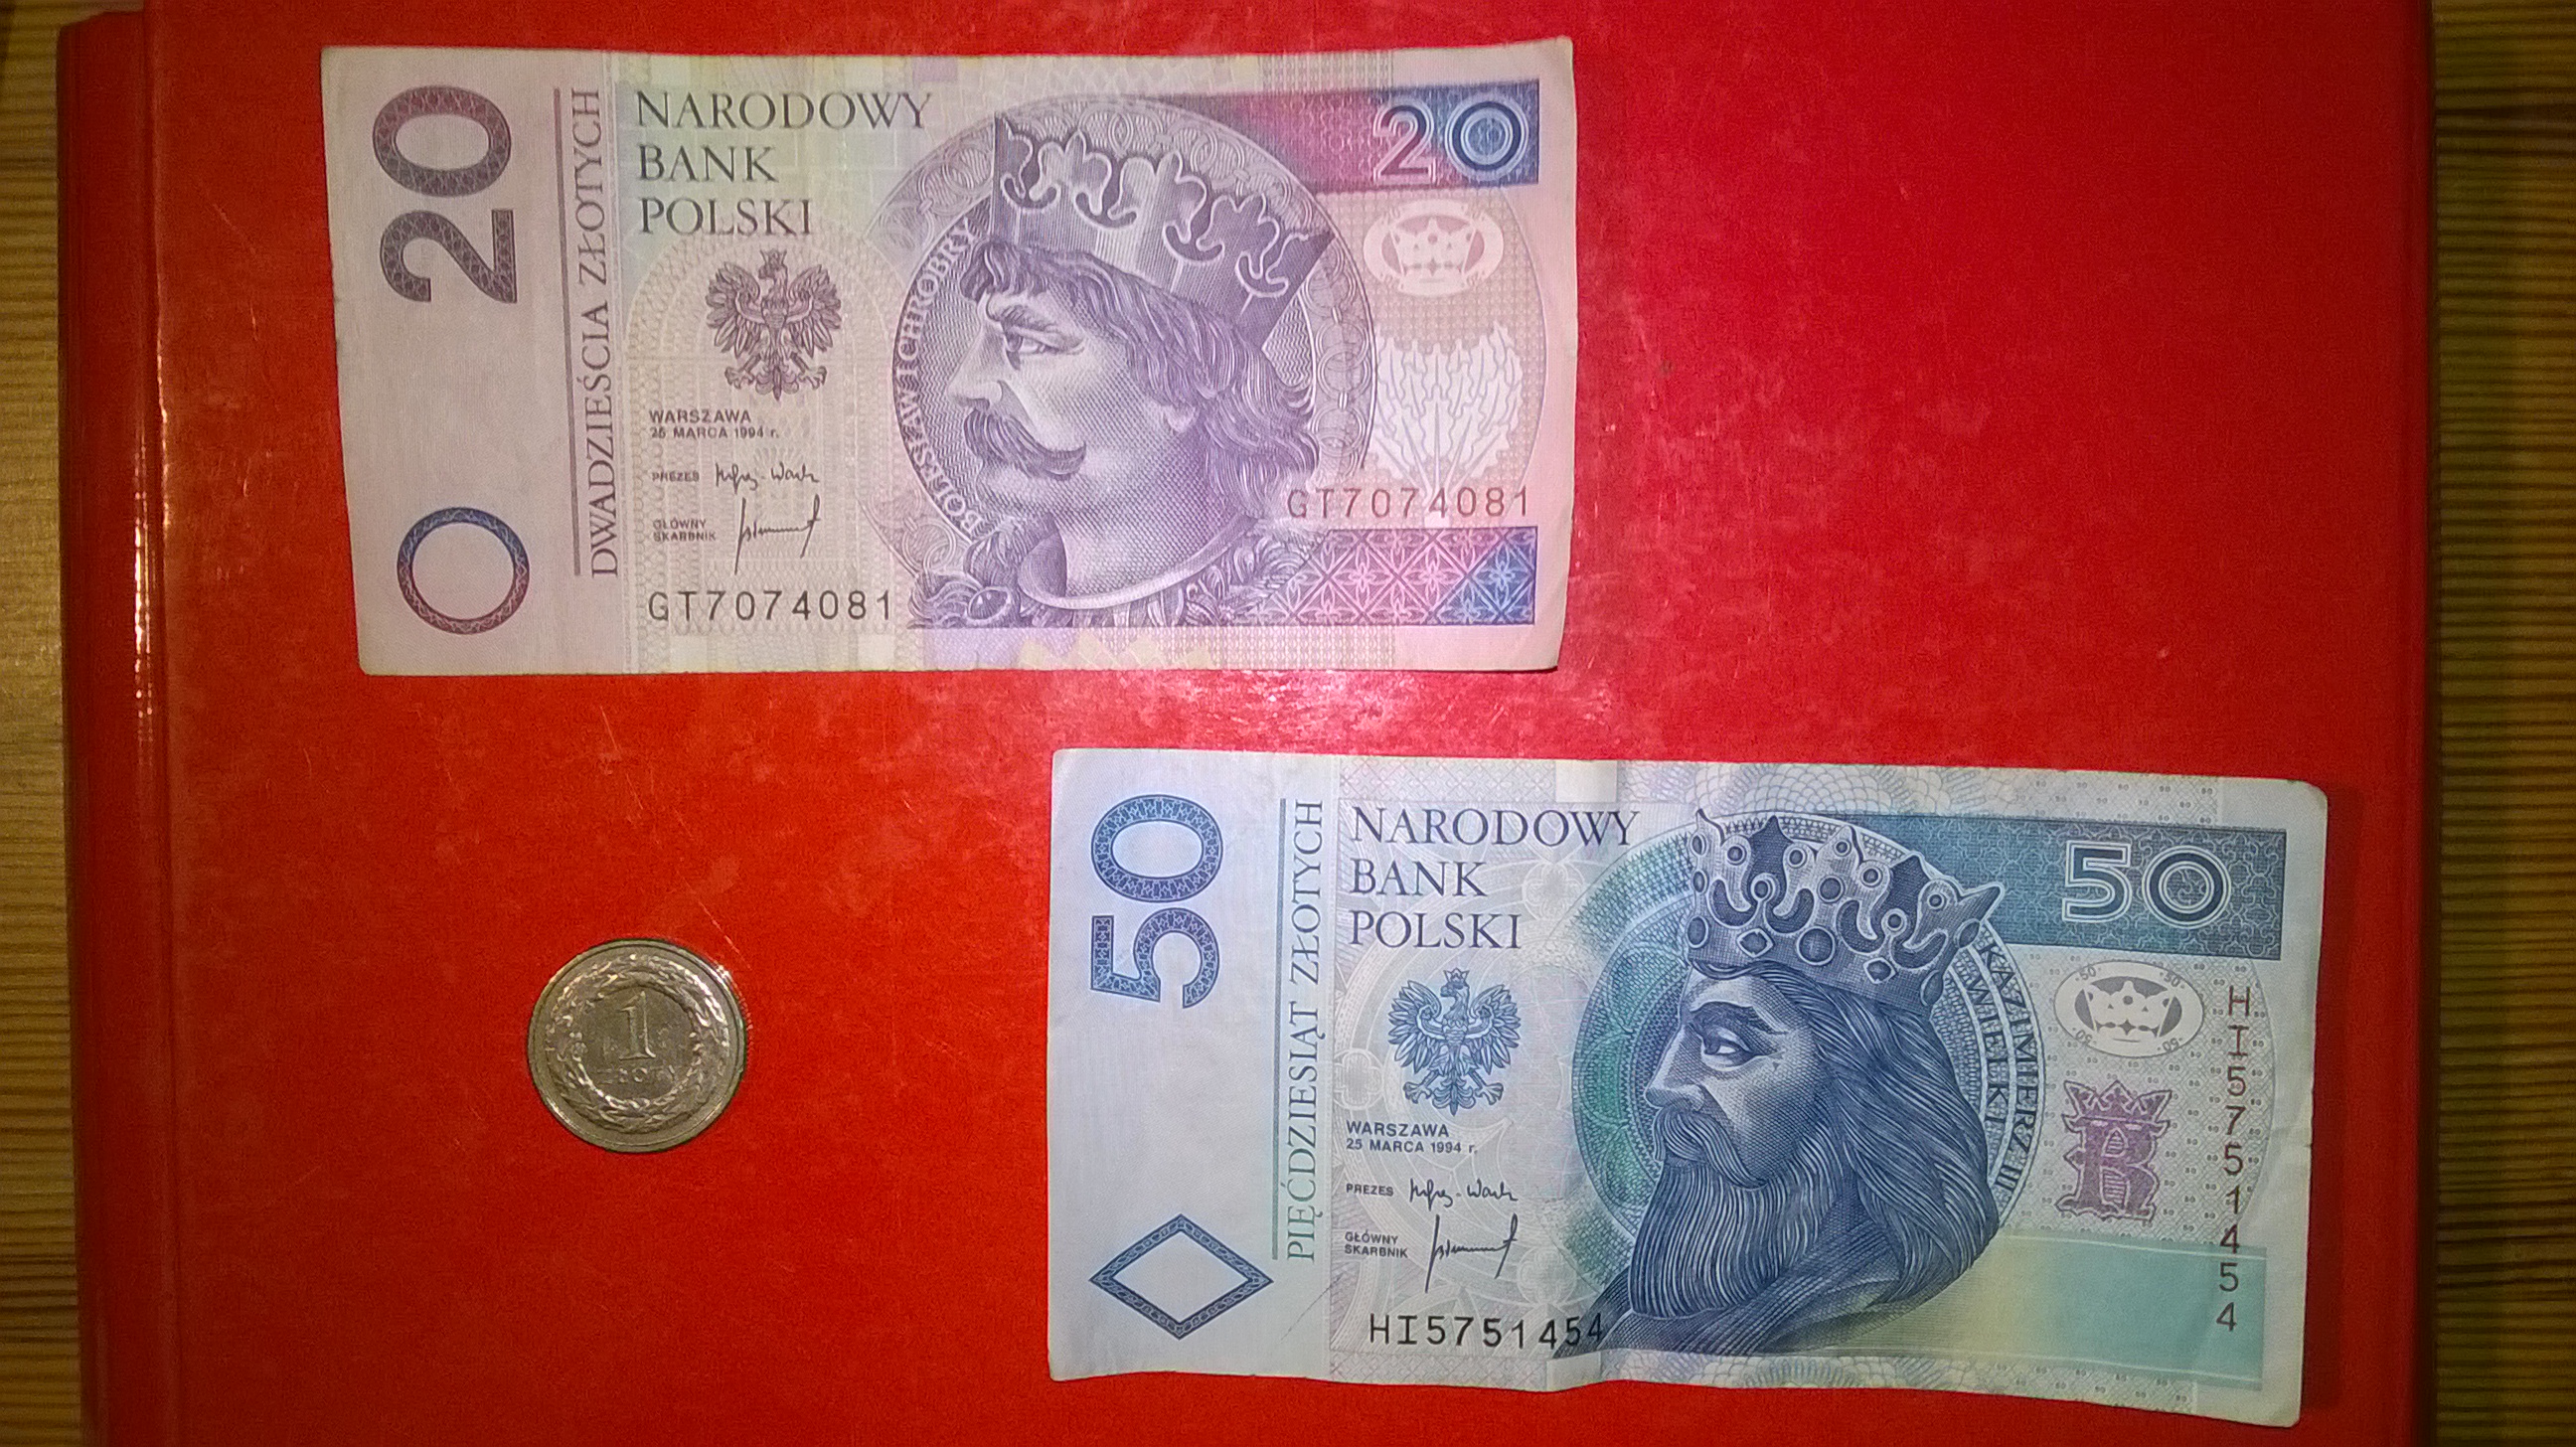 20
DWADZIEŚCIA ZŁOTYCH
NARODOWY
BANK
POLSKI
WARSZAWA
25 MARCA 1994 r.
PREZES
GŁÓWNY
SKARBNIK
GT7074081
BOLESŁAW I CHROBRY
20
GT7074081
1
50
PIĘĆDZIESIĄT ZŁOTYCH
NARODOWY
BANK
POLSKI
WARSZAWA
25 MARCA 1994 r.
PREZES
GŁÓWNY
SKARBNIK
HI5751454
KAZIMIERZ III
WIELKI
50
50 50
50 50
HI5751454